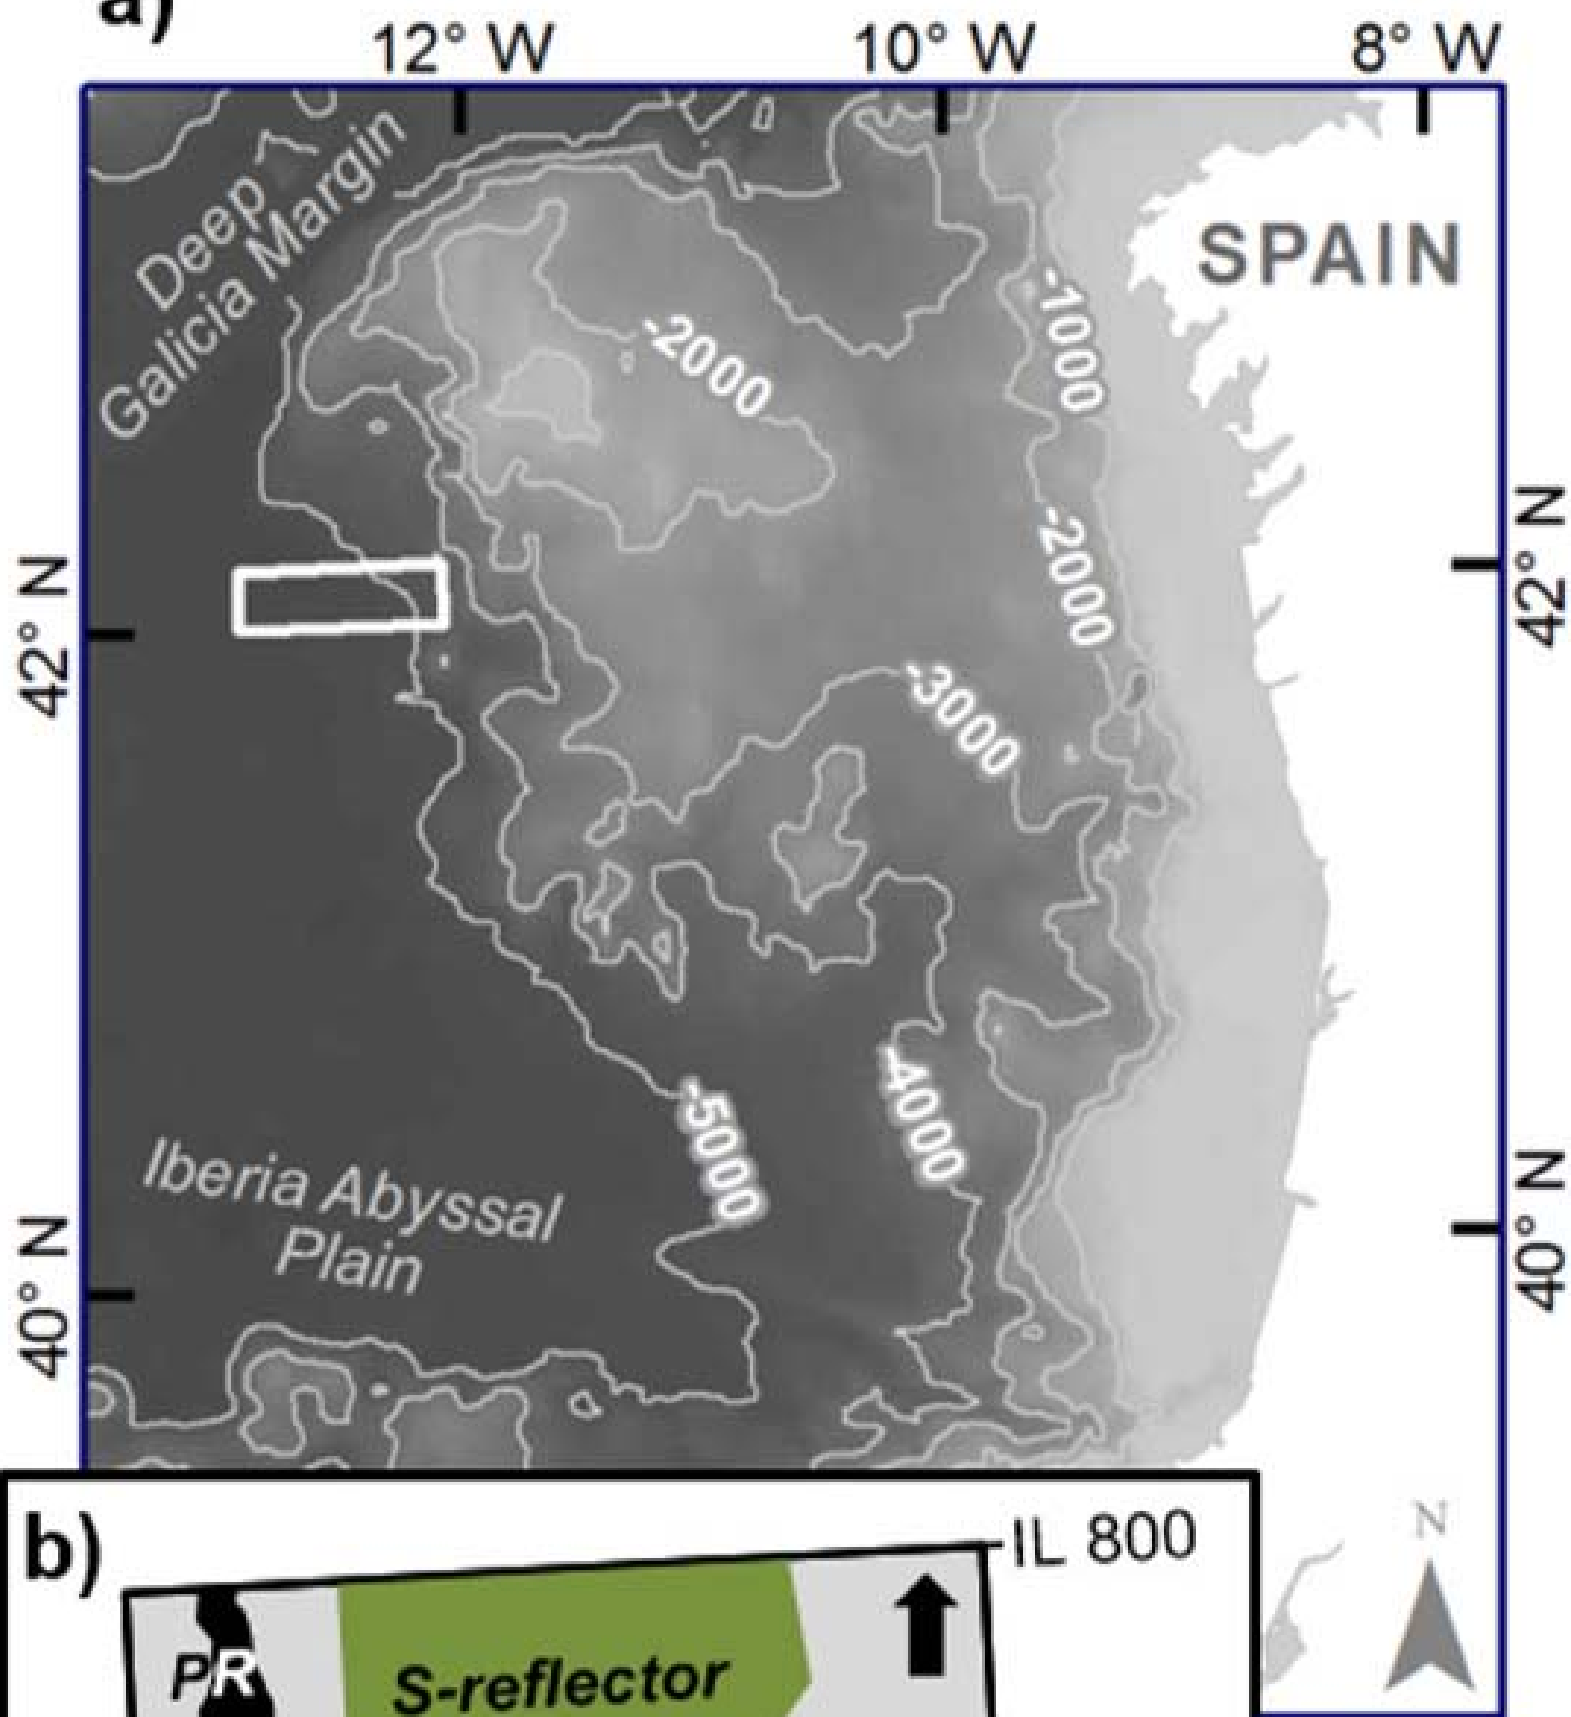 a)
12° W
10° W
8° W
Deep
Galicia Margin
SPAIN
-1000
-2000
-2000
42° N
42° N
-3000
-4000
-5000
Iberia Abyssal
Plain
40° N
40° N
b)
IL 800
N
PR
S-reflector